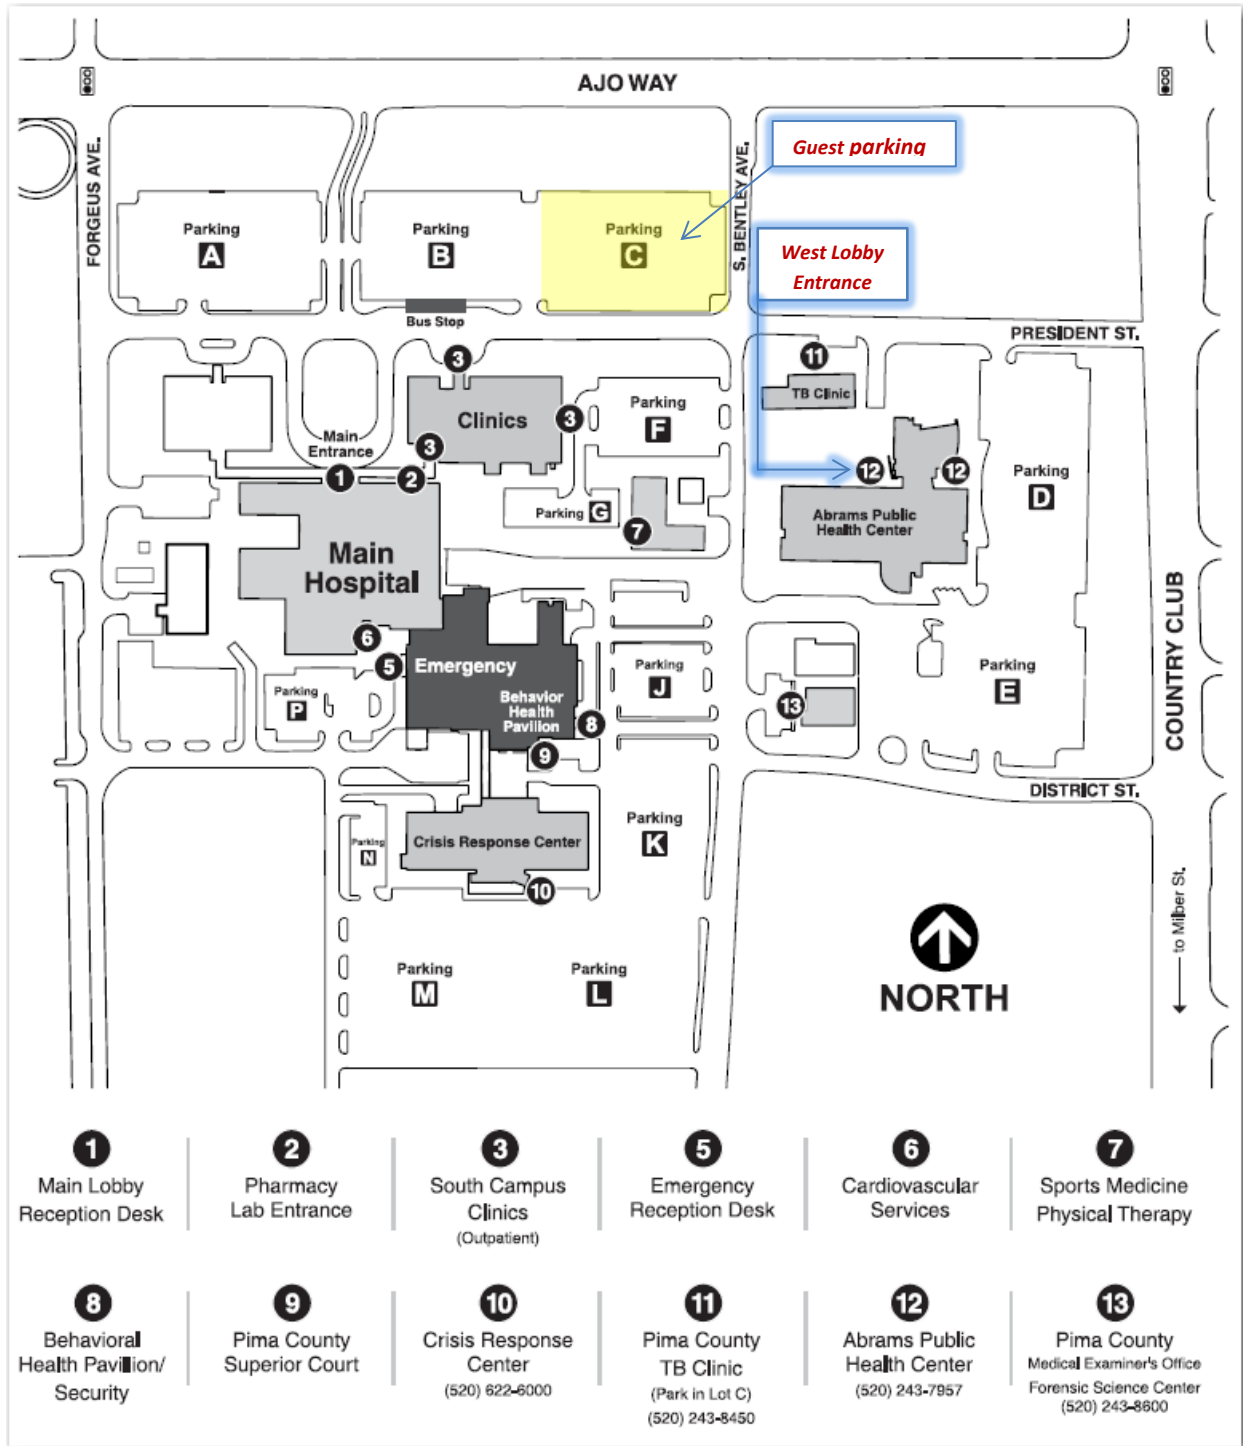 AJO WAY
FORGEUS AVE.
S. BENTLEY AVE.
Guest parking
West Lobby
Entrance
Parking
A
Parking
B
Parking
C
Bus Stop
PRESIDENT ST.
3
11
TB Clinic
Clinics
3
Parking
F
Main
Entrance
3
1
2
12
12
Parking
D
Parking G
7
Abrams Public
Health Center
Main
Hospital
COUNTRY CLUB
6
5
Emergency
Parking
J
Parking
E
Parking
P
Behavior
Health
Pavilion
8
13
9
DISTRICT ST.
Parking
K
Parking
N
Crisis Response Center
10
to Milber St.
Parking
M
Parking
L
NORTH
1
Main Lobby
Reception Desk
2
Pharmacy
Lab Entrance
3
South Campus
Clinics
(Outpatient)
5
Emergency
Reception Desk
6
Cardiovascular
Services
7
Sports Medicine
Physical Therapy
8
Behavioral
Health Pavilion/
Security
9
Pima County
Superior Court
10
Crisis Response
Center
(520) 622-6000
11
Pima County
TB Clinic
(Park in Lot C)
(520) 243-8450
12
Abrams Public
Health Center
(520) 243-7957
13
Pima County
Medical Examiner's Office
Forensic Science Center
(520) 243-8600